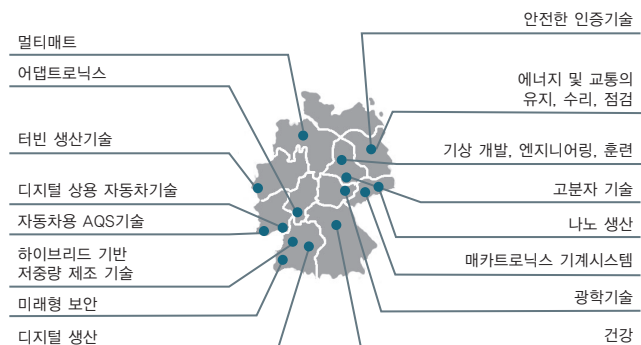 멀티매트
어댑트로닉스
터빈 생산기술
디지털 상용 자동차기술
자동차용 AQS기술
하이브리드 기반
저중량 제조 기술
미래형 보안
디지털 생산
안전한 인증기술
에너지 및 교통의
유지, 수리, 점검
기상 개발, 엔지니어링, 훈련
고분자 기술
나노 생산
매카트로닉스 기계시스템
광학기술
건강